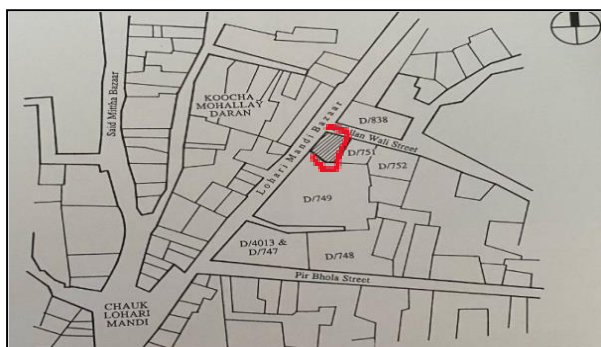 Said Mittha Bazaar
KOOCHA
MOHALLAY
DARAN
Lohari Mandi Bazaar
D/838
Wali Street
D/751
D/752
D/749
D/4013 &
D/747
D/748
Pir Bhola Street
CHAUK
LOHARI
MANDI